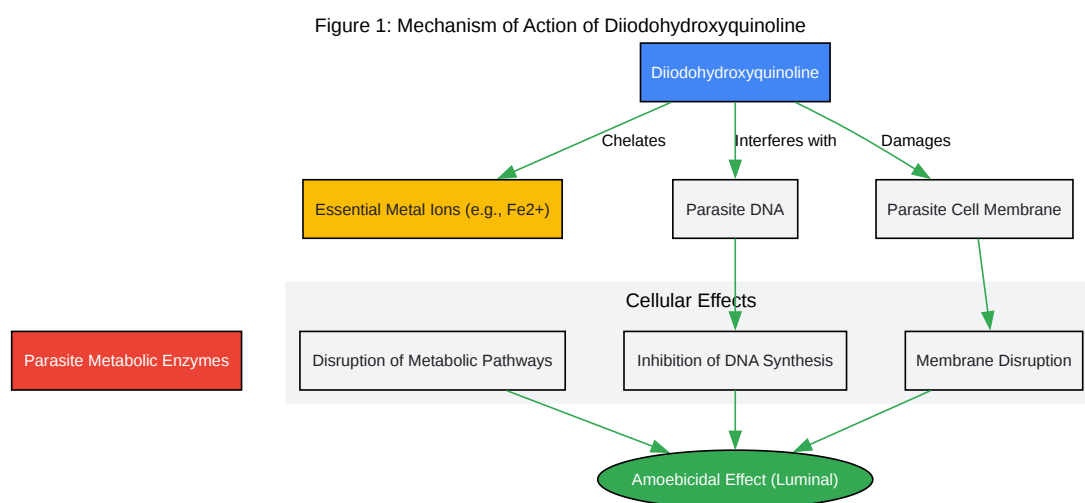 Figure 1: Mechanism of Action of Diiodohydroxyquinoline
Diiodohydroxyquinoline
Chelates
Interferes with
Damages
Essential Metal Ions (e.g., Fe2+)
Parasite DNA
Parasite Cell Membrane
Cellular Effects
Parasite Metabolic Enzymes
Disruption of Metabolic Pathways
Inhibition of DNA Synthesis
Membrane Disruption
Amoebicidal Effect (Luminal)